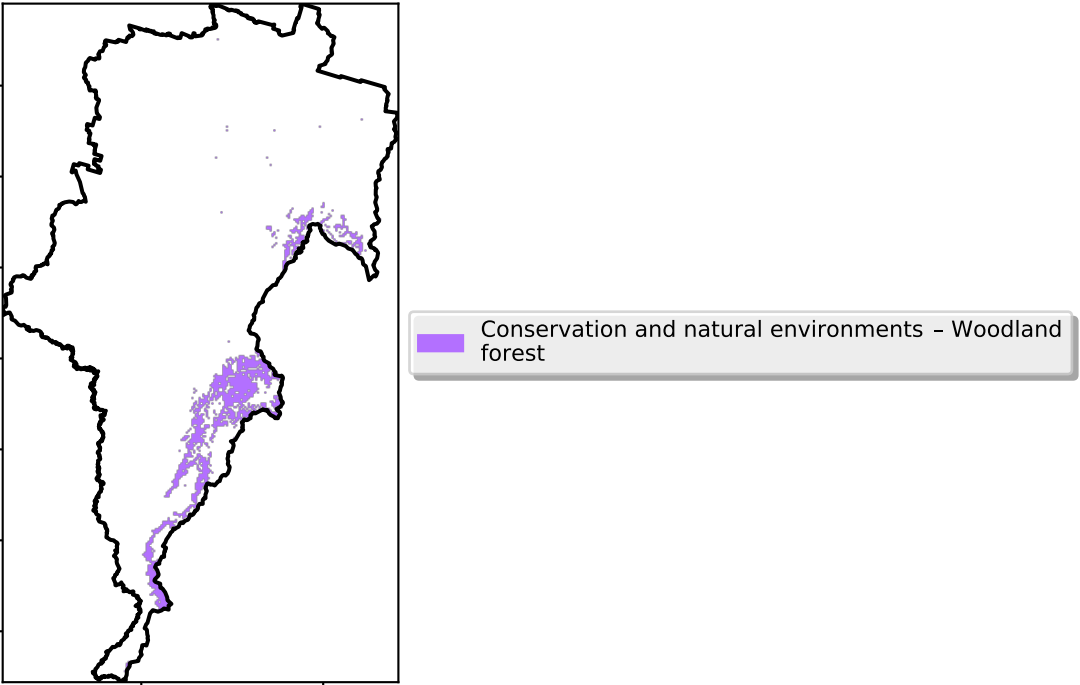 Conservation and natural environments – Woodland
forest